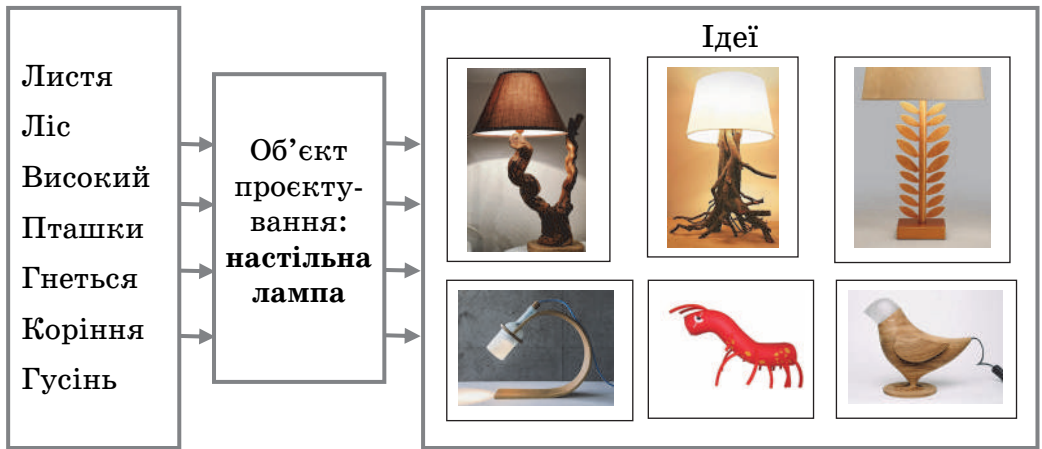 Листя
Ліс
Високий
Пташки
Гнеться
Коріння
Гусінь
Об’єкт
проєкту-
вання:
настільна
лампа
Ідеї